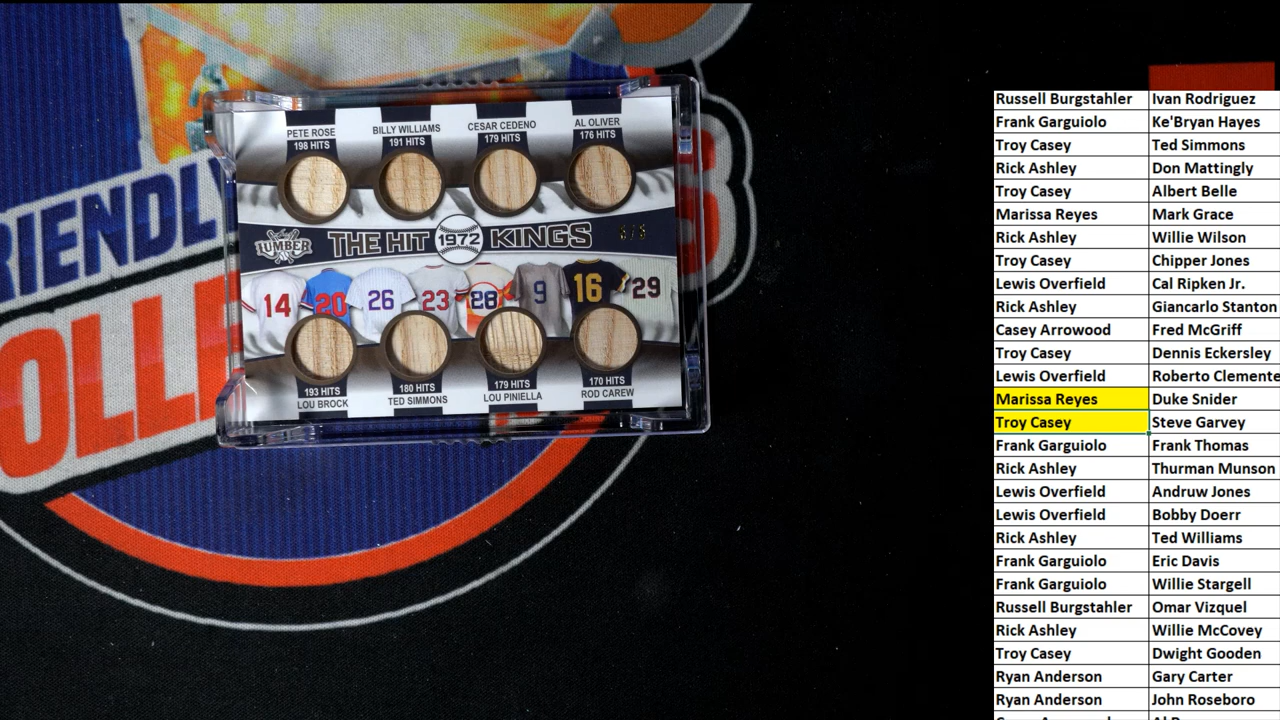 RIENDLY
OLLE
S
PETE ROSE
198 HITS
BILLY WILLIAMS
191 HITS
CESAR CEDENO
179 HITS
AL OLIVER
176 HITS
LUMBER
THE HIT 1972 KINGS
14 20 26 23 28 9 16 29
193 HITS
LOU BROCK
180 HITS
TED SIMMONS
179 HITS
LOU PINIELLA
170 HITS
ROD CAREW
Russell Burgstahler Ivan Rodriguez
Frank Garguiolo Ke'Bryan Hayes
Troy Casey Ted Simmons
Rick Ashley Don Mattingly
Troy Casey Albert Belle
Marissa Reyes Mark Grace
Rick Ashley Willie Wilson
Troy Casey Chipper Jones
Lewis Overfield Cal Ripken Jr.
Rick Ashley Giancarlo Stanton
Casey Arrowood Fred McGriff
Troy Casey Dennis Eckersley
Lewis Overfield Roberto Clemente
Marissa Reyes Duke Snider
Troy Casey Steve Garvey
Frank Garguiolo Frank Thomas
Rick Ashley Thurman Munson
Lewis Overfield Andruw Jones
Lewis Overfield Bobby Doerr
Rick Ashley Ted Williams
Frank Garguiolo Eric Davis
Frank Garguiolo Willie Stargell
Russell Burgstahler Omar Vizquel
Rick Ashley Willie McCovey
Troy Casey Dwight Gooden
Ryan Anderson Gary Carter
Ryan Anderson John Roseboro